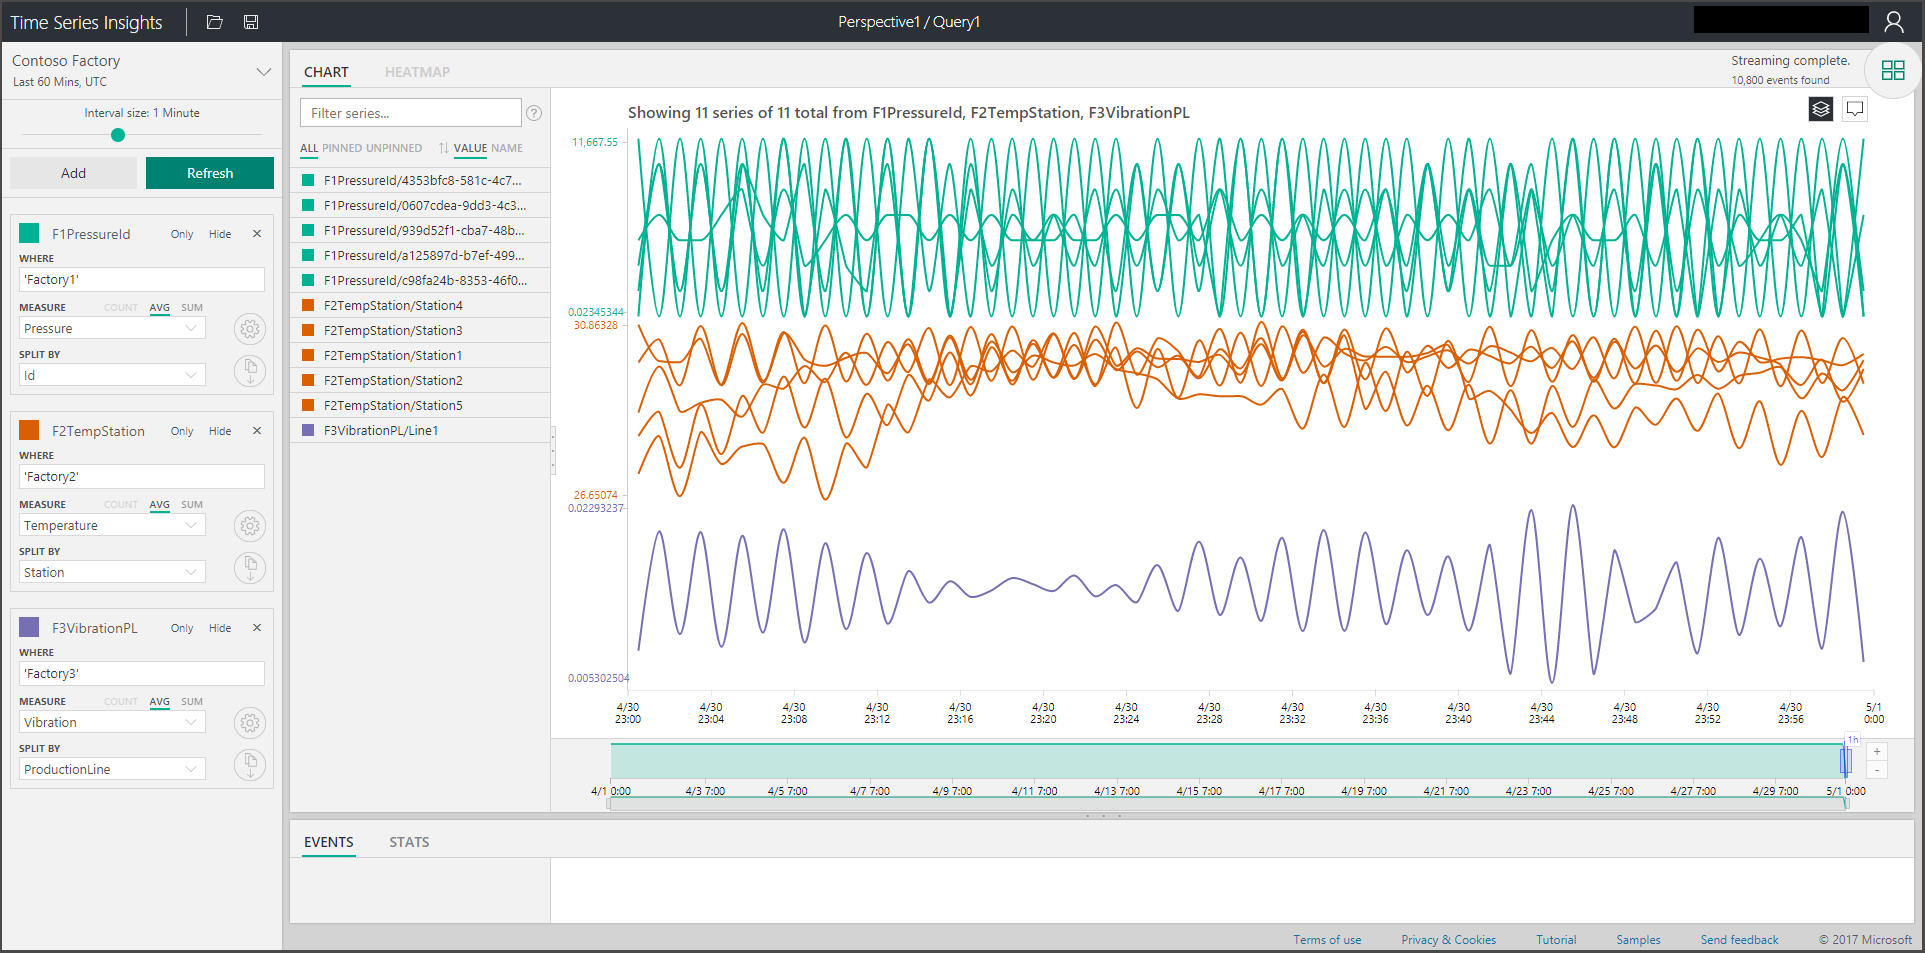 Time Series Insights
Perspective1 / Query1
Contoso Factory
Last 60 Mins, UTC
Interval size: 1 Minute
Add Refresh
F1PressureId Only Hide ×
WHERE
'Factory1'
MEASURE COUNT AVG SUM
Pressure
SPLIT BY
Id
F2TempStation Only Hide ×
WHERE
'Factory2'
MEASURE COUNT AVG SUM
Temperature
SPLIT BY
Station
F3VibrationPL Only Hide ×
WHERE
'Factory3'
MEASURE COUNT AVG SUM
Vibration
SPLIT BY
ProductionLine
CHART HEATMAP
Streaming complete.
10,800 events found
Filter series... ?
ALL PINNED UNPINNED VALUE NAME
F1PressureId/4353bfc8-581c-4c7...
F1PressureId/0607cdea-9dd3-4c3...
F1PressureId/939d52f1-cba7-48b...
F1PressureId/a125897d-b7ef-499...
F1PressureId/c98fa24b-8353-46f0...
F2TempStation/Station4
F2TempStation/Station3
F2TempStation/Station1
F2TempStation/Station2
F2TempStation/Station5
F3VibrationPL/Line1
Showing 11 series of 11 total from F1PressureId, F2TempStation, F3VibrationPL
11,667.55
0.02345344
30.86328
26.65074
0.02293237
0.005302504
4/30 4/30 4/30 4/30 4/30 4/30 4/30 4/30 4/30 4/30 4/30 4/30 4/30 4/30 4/30 5/1
23:00 23:04 23:08 23:12 23:16 23:20 23:24 23:28 23:32 23:36 23:40 23:44 23:48 23:52 23:56 0:00
1h +
-
4/1 0:00 4/3 7:00 4/5 7:00 4/7 7:00 4/9 7:00 4/11 7:00 4/13 7:00 4/15 7:00 4/17 7:00 4/19 7:00 4/21 7:00 4/23 7:00 4/25 7:00 4/27 7:00 4/29 7:00 5/1 0:00
EVENTS STATS
Terms of use Privacy & Cookies Tutorial Samples Send feedback © 2017 Microsoft